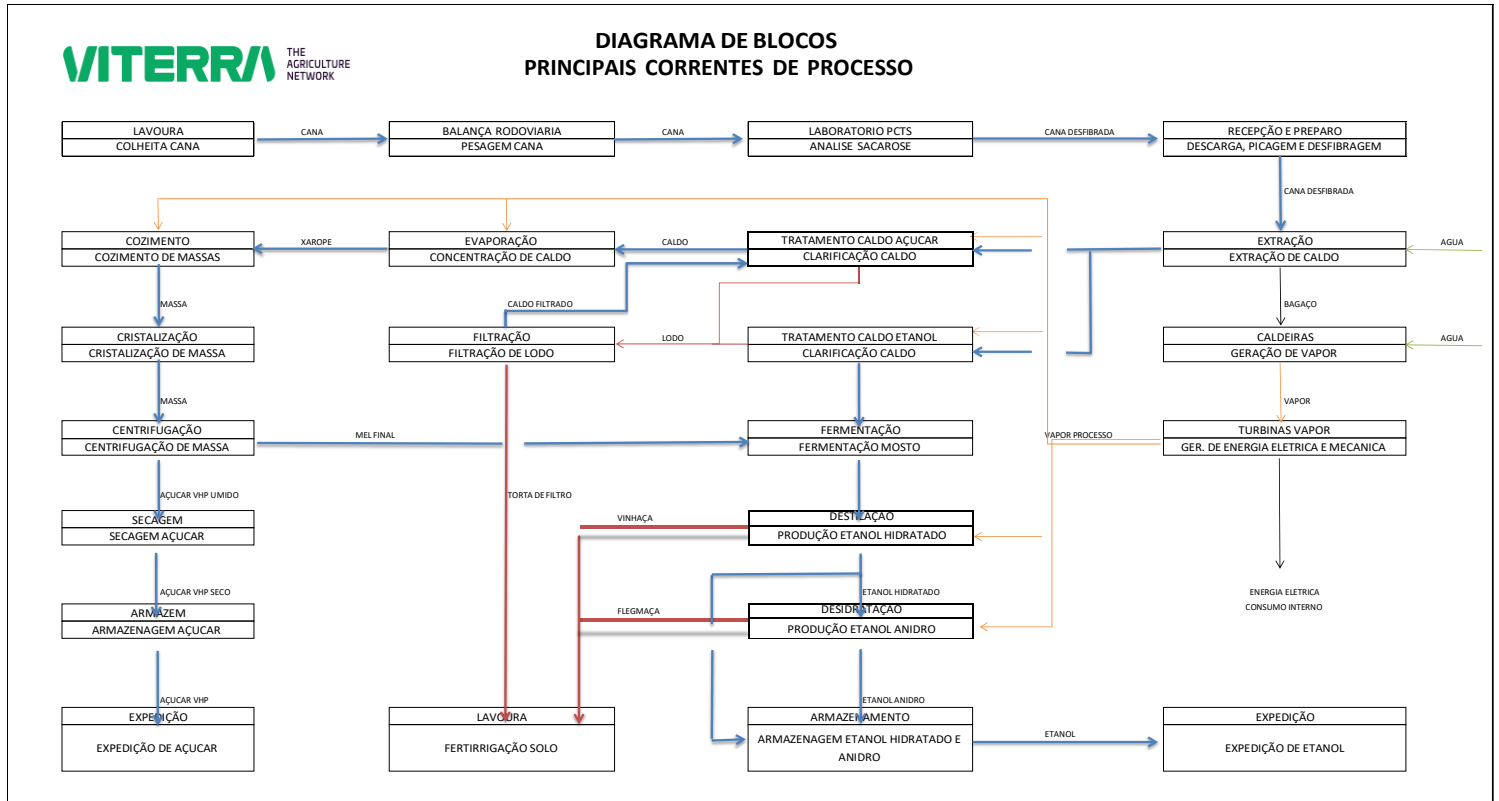 VITERRA
THE
AGRICULTURE
NETWORK
DIAGRAMA DE BLOCOS
PRINCIPAIS CORRENTES DE PROCESSO
LAVOURA
COLHEITA CANA
CANA
BALANÇA RODOVIARIA
PESAGEM CANA
CANA
LABORATORIO PCTS
ANALISE SACAROSE
CANA DESFIBRADA
RECEPÇÃO E PREPARO
DESCARGA, PICAGEM E DESFIBRAGEM
CANA DESFIBRADA
COZIMENTO
COZIMENTO DE MASSAS
XAROPE
EVAPORAÇÃO
CONCENTRAÇÃO DE CALDO
CALDO
TRATAMENTO CALDO AÇUCAR
CLARIFICAÇÃO CALDO
EXTRAÇÃO
EXTRAÇÃO DE CALDO
AGUA
MASSA
CALDO FILTRADO
BAGAÇO
CRISTALIZAÇÃO
CRISTALIZAÇÃO DE MASSA
FILTRAÇÃO
FILTRAÇÃO DE LODO
LODO
TRATAMENTO CALDO ETANOL
CLARIFICAÇÃO CALDO
CALDEIRAS
GERAÇÃO DE VAPOR
AGUA
MASSA
VAPOR
CENTRIFUGAÇÃO
CENTRIFUGAÇÃO DE MASSA
MEL FINAL
FERMENTAÇÃO
FERMENTAÇÃO MOSTO
VAPOR PROCESSO
TURBINAS VAPOR
GER. DE ENERGIA ELETRICA E MECANICA
AÇUCAR VHP UMIDO
TORTA DE FILTRO
SECAGEM
SECAGEM AÇUCAR
VINHAÇA
DESTILAÇÃO
PRODUÇÃO ETANOL HIDRATADO
AÇUCAR VHP SECO
ETANOL HIDRATADO
ENERGIA ELETRICA
CONSUMO INTERNO
ARMAZEM
ARMAZENAGEM AÇUCAR
FLEGMAÇA
DESIDRATAÇÃO
PRODUÇÃO ETANOL ANIDRO
AÇUCAR VHP
ETANOL ANIDRO
EXPEDIÇÃO
EXPEDIÇÃO DE AÇUCAR
LAVOURA
FERTIRRIGAÇÃO SOLO
ARMAZENAMENTO
ARMAZENAGEM ETANOL HIDRATADO E
ANIDRO
ETANOL
EXPEDIÇÃO
EXPEDIÇÃO DE ETANOL